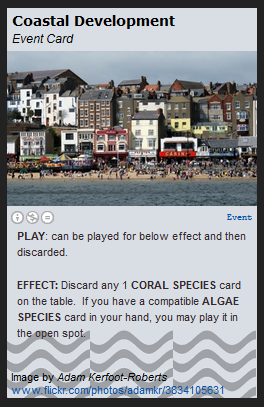 Coastal Development
Event Card
CASINI
Event
PLAY: can be played for below effect and then
discarded.
EFFECT: Discard any 1 CORAL SPECIES card
on the table. If you have a compatible ALGAE
SPECIES card in your hand, you may play it in
the open spot.
Image by Adam Kerfoot-Roberts
www.flickr.com/photos/adamkr/3634105631